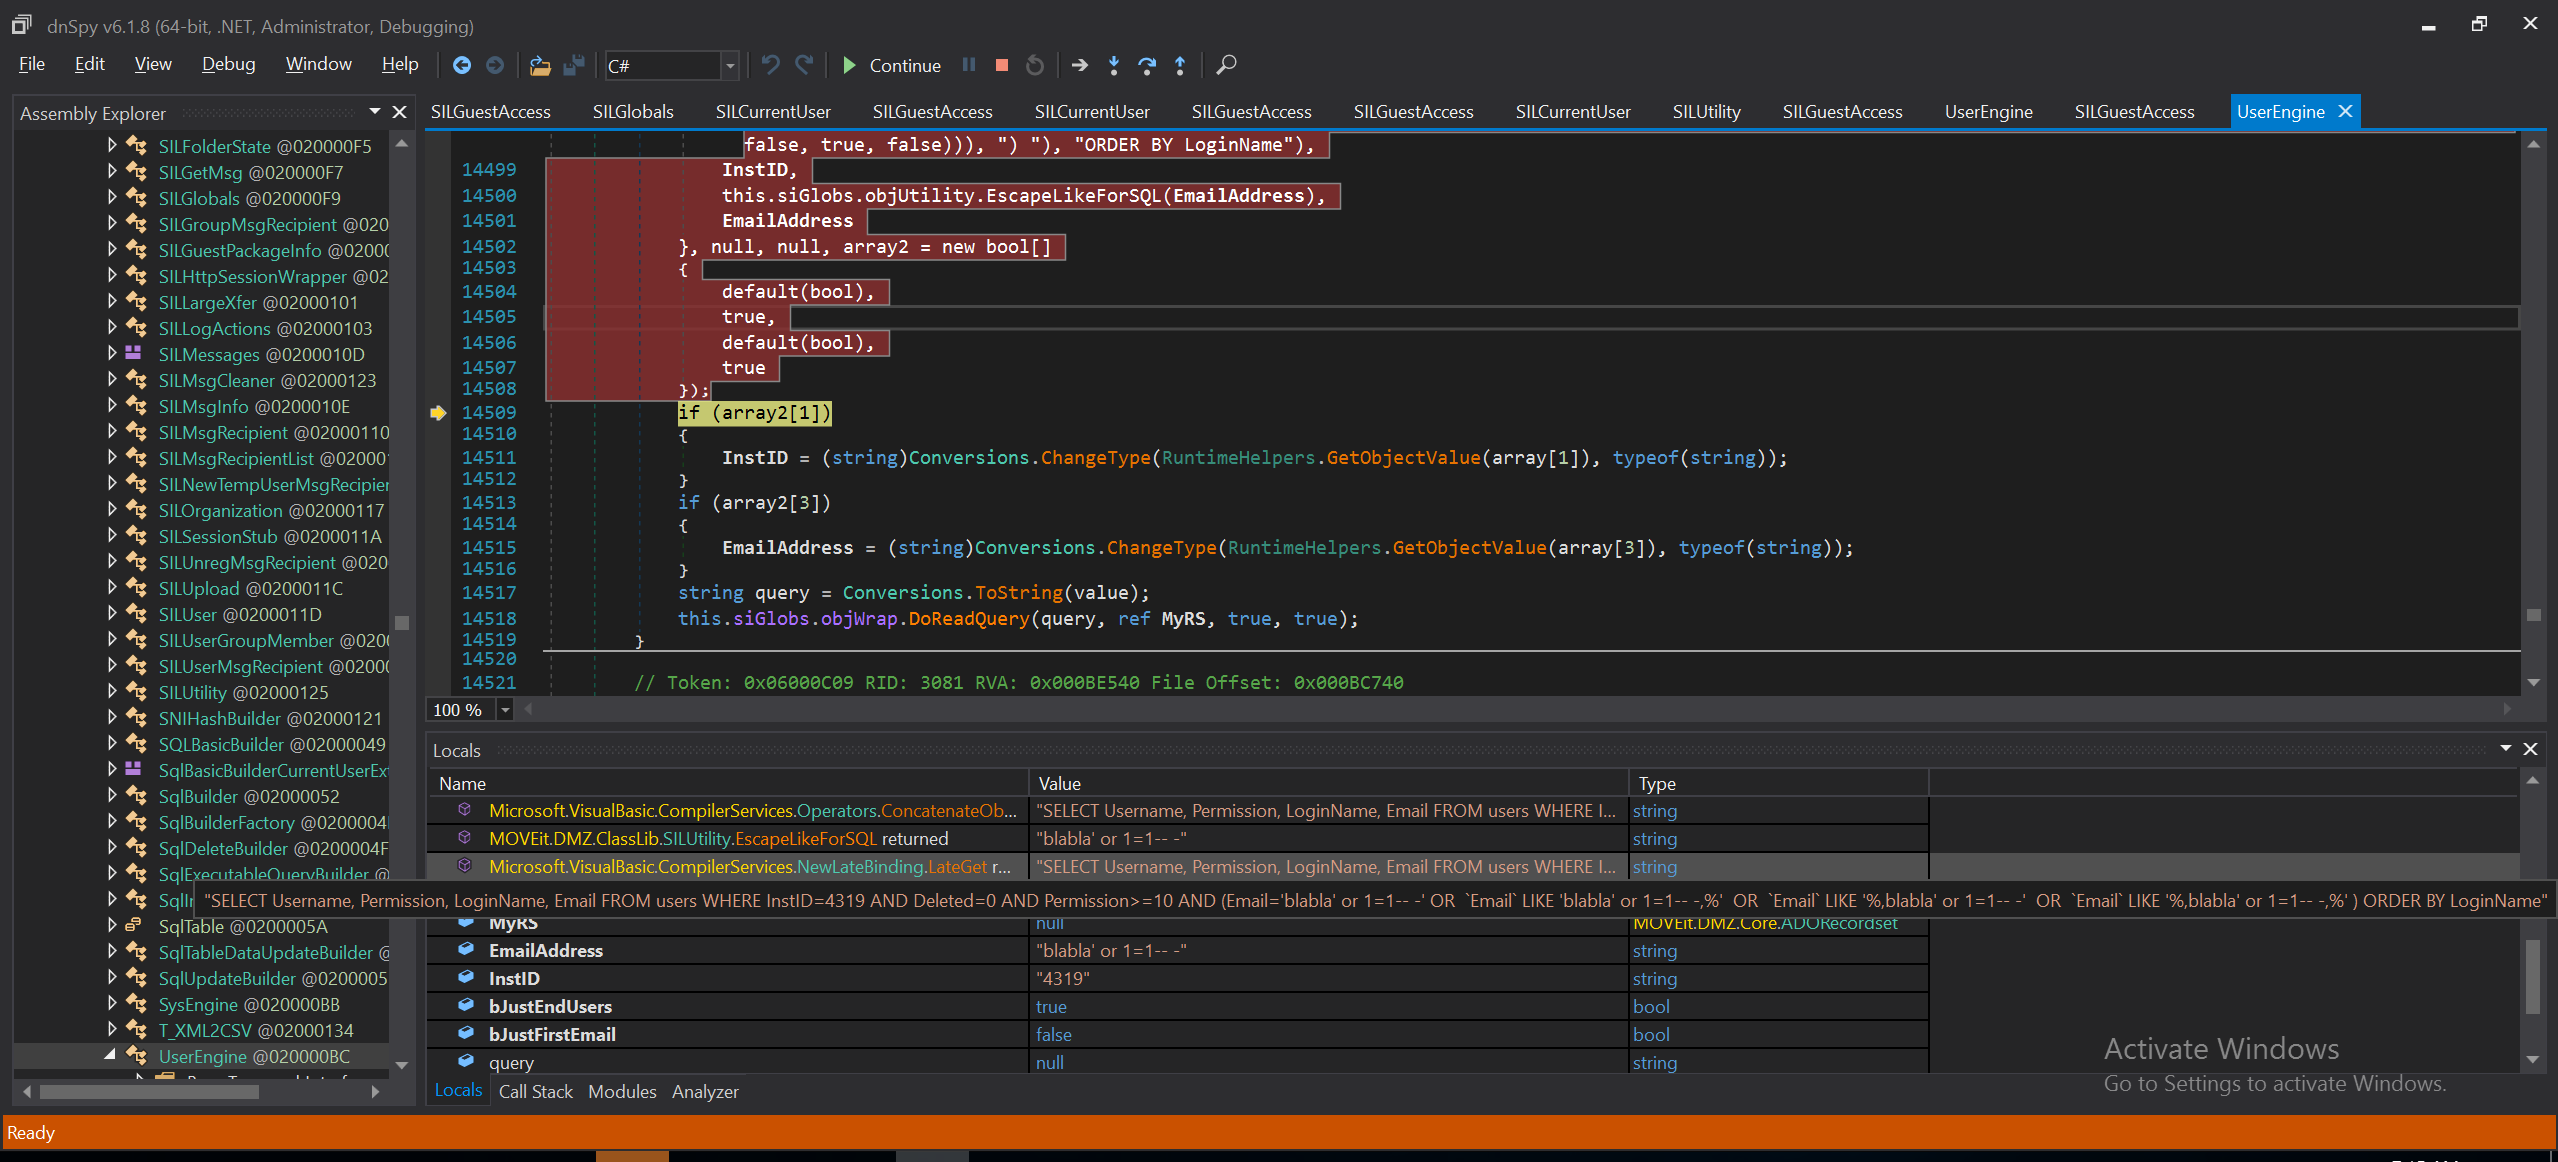 dnSpy v6.1.8 (64-bit, .NET, Administrator, Debugging)
File Edit View Debug Window Help C# Continue
Assembly Explorer
SILGuestAccess SILGlobals SILCurrentUser SILGuestAccess SILCurrentUser SILGuestAccess SILGuestAccess SILCurrentUser SILUtility SILGuestAccess UserEngine SILGuestAccess UserEngine
SILFolderState @020000F5
SILGetMsg @020000F7
SILGlobals @020000F9
SILGroupMsgRecipient @020
SILGuestPackageInfo @0200
SILHttpSessionWrapper @02
SILLargeXfer @02000101
SILLogActions @02000103
SILMessages @0200010D
SILMsgCleaner @02000123
SILMsgInfo @0200010E
SILMsgRecipient @02000110
SILMsgRecipientList @02000
SILNewTempUserMsgRecipier
SILOrganization @02000117
SILSessionStub @0200011A
SILUnregMsgRecipient @020
SILUpload @0200011C
SILUser @0200011D
SILUserGroupMember @020
SILUserMsgRecipient @0200
SILUtility @02000125
SNIHashBuilder @02000121
SQLBasicBuilder @02000049
SqlBasicBuilderCurrentUserEx
SqlBuilder @02000052
SqlBuilderFactory @0200004
SqlDeleteBuilder @0200004F
SqlExecutableQueryBuilder @
SqlIn
SqlTable @0200005A
SqlTableDataUpdateBuilder @
SqlUpdateBuilder @0200005
SysEngine @020000BB
T_XML2CSV @02000134
UserEngine @020000BC
false, true, false))), ") "), "ORDER BY LoginName"),
14499 InstID,
14500 this.siGlobs.objUtility.EscapeLikeForSQL(EmailAddress),
14501 EmailAddress
14502 }, null, null, array2 = new bool[]
14503 {
14504 default(bool),
14505 true,
14506 default(bool),
14507 true
14508 });
14509 if (array2[1])
14510 {
14511 InstID = (string)Conversions.ChangeType(RuntimeHelpers.GetObjectValue(array[1]), typeof(string));
14512 }
14513 if (array2[3])
14514 {
14515 EmailAddress = (string)Conversions.ChangeType(RuntimeHelpers.GetObjectValue(array[3]), typeof(string));
14516 }
14517 string query = Conversions.ToString(value);
14518 this.siGlobs.objWrap.DoReadQuery(query, ref MyRS, true, true);
14519 }
14520
14521 // Token: 0x06000C09 RID: 3081 RVA: 0x000BE540 File Offset: 0x000BC740
100 %
Locals
Name Value Type
Microsoft.VisualBasic.CompilerServices.Operators.ConcatenateOb... "SELECT Username, Permission, LoginName, Email FROM users WHERE I... string
MOVEit.DMZ.ClassLib.SILUtility.EscapeLikeForSQL returned "blabla' or 1=1-- -" string
Microsoft.VisualBasic.CompilerServices.NewLateBinding.LateGet r... "SELECT Username, Permission, LoginName, Email FROM users WHERE I... string
"SELECT Username, Permission, LoginName, Email FROM users WHERE InstID=4319 AND Deleted=0 AND Permission>=10 AND (Email='blabla' or 1=1-- -' OR `Email` LIKE 'blabla' or 1=1-- -,%' OR `Email` LIKE '%,blabla' or 1=1-- -' OR `Email` LIKE '%,blabla' or 1=1-- -,%' ) ORDER BY LoginName"
MyRS null MOVEit.DMZ.Core.ADORecordset
EmailAddress "blabla' or 1=1-- -" string
InstID "4319" string
bJustEndUsers true bool
bJustFirstEmail false bool
query null string
Locals Call Stack Modules Analyzer
Activate Windows
Go to Settings to activate Windows.
Ready